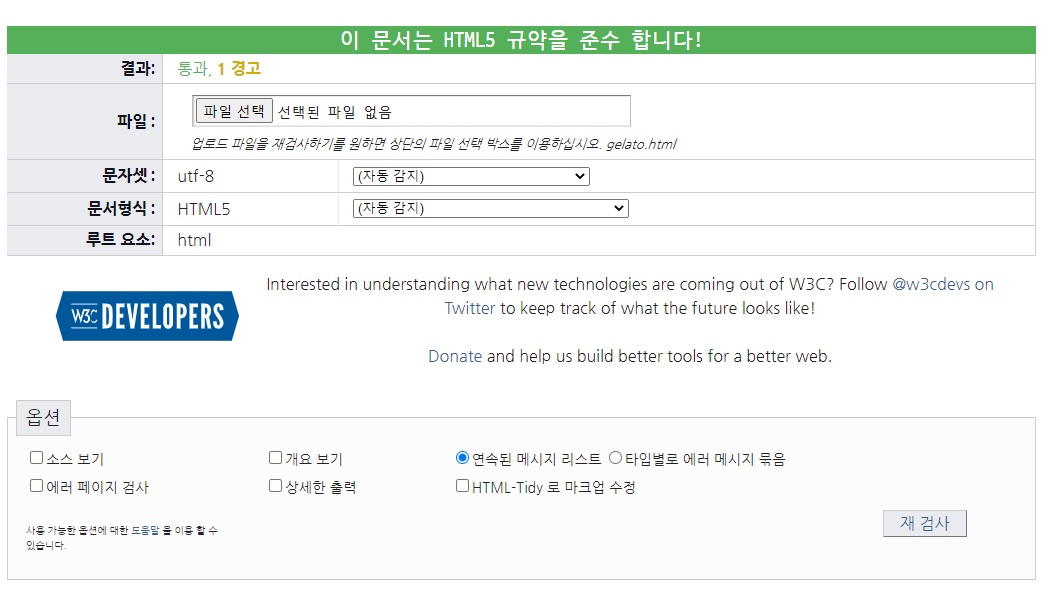 이 문서는 HTML5 규약을 준수 합니다!
결과: 통과, 1 경고
파일 : 파일 선택 선택된 파일 없음
업로드 파일을 재검사하기를 원하면 상단의 파일 선택 박스를 이용하십시오. gelato.html
문자셋 : utf-8 (자동 감지)
문서형식 : HTML5 (자동 감지)
루트 요소: html
Interested in understanding what new technologies are coming out of W3C? Follow @w3cdevs on
Twitter to keep track of what the future looks like!
W3C DEVELOPERS
Donate and help us build better tools for a better web.
옵션
소스 보기 개요 보기 연속된 메시지 리스트 타입별로 에러 메시지 묶음
에러 페이지 검사 상세한 출력 HTML-Tidy 로 마크업 수정
사용 가능한 옵션에 대한 도움말 을 이용 할 수
있습니다.
재 검사